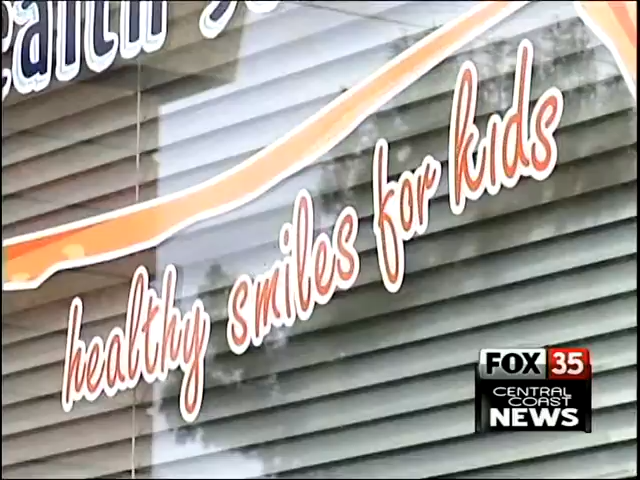 healthy smiles for kids
FOX 35
CENTRAL
COAST
NEWS